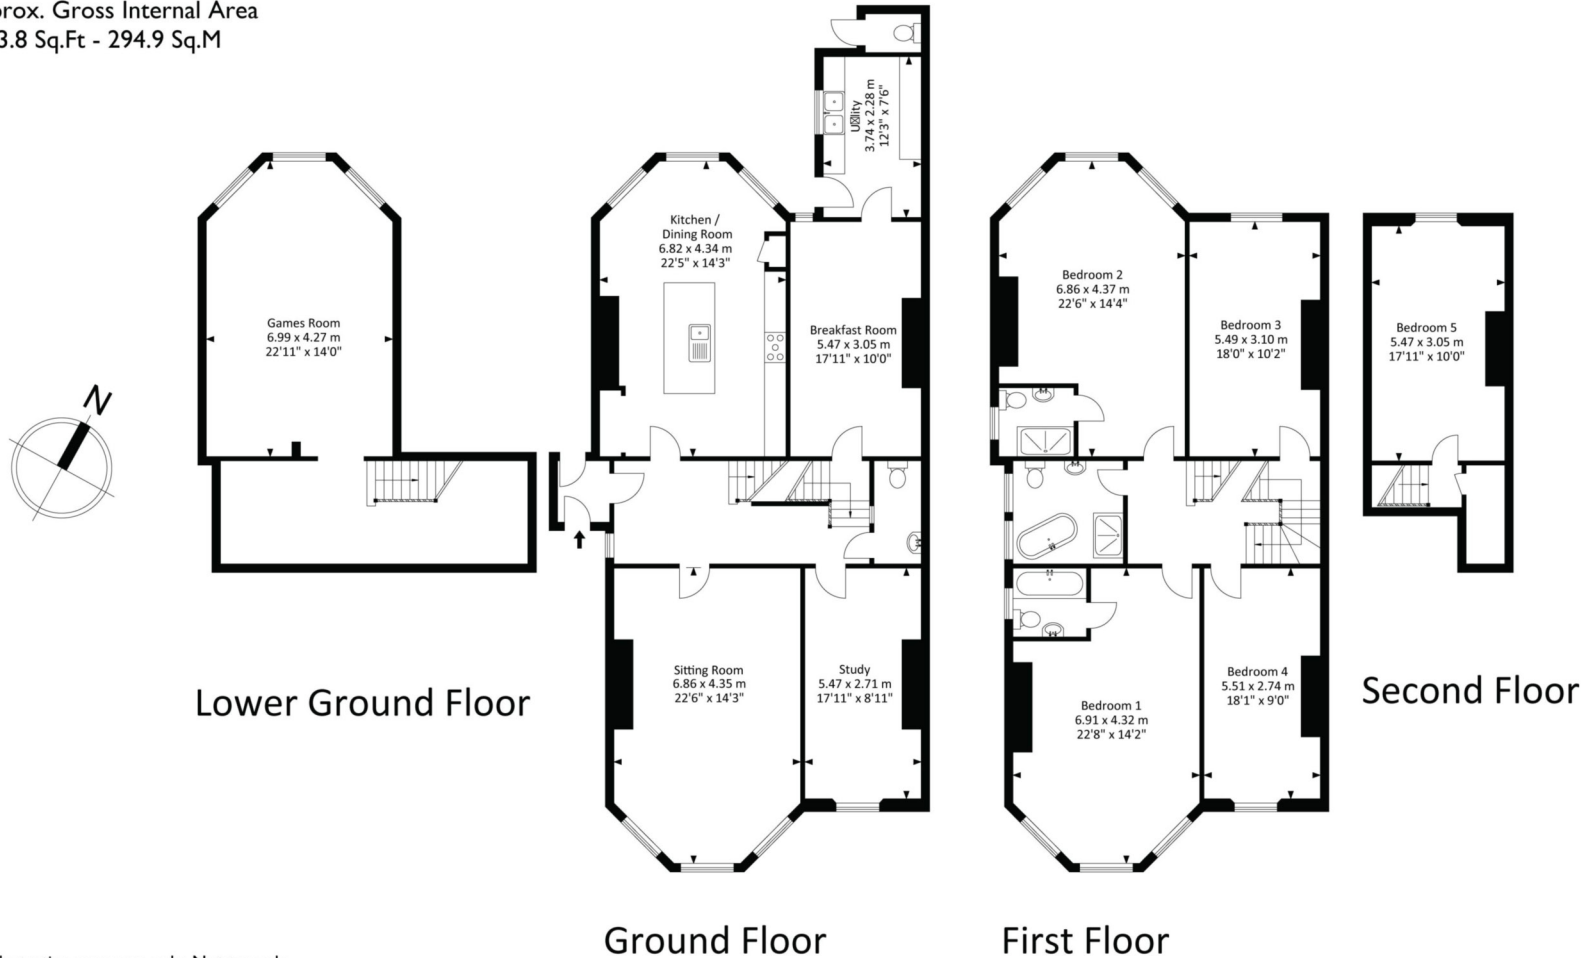 Gross Internal Area
3.8 Sq.Ft - 294.9 Sq.M
N
Games Room
6.99 x 4.27 m
22'11" x 14'0"
Lower Ground Floor
Utility
3.74 x 2.28 m
12'3" x 7'6"
Kitchen /
Dining Room
6.82 x 4.34 m
22'5" x 14'3"
Breakfast Room
5.47 x 3.05 m
17'11" x 10'0"
Sitting Room
6.86 x 4.35 m
22'6" x 14'3"
Study
5.47 x 2.71 m
17'11" x 8'11"
Ground Floor
Bedroom 2
6.86 x 4.37 m
22'6" x 14'4"
Bedroom 3
5.49 x 3.10 m
18'0" x 10'2"
Bedroom 1
6.91 x 4.32 m
22'8" x 14'2"
Bedroom 4
5.51 x 2.74 m
18'1" x 9'0"
First Floor
Bedroom 5
5.47 x 3.05 m
17'11" x 10'0"
Second Floor